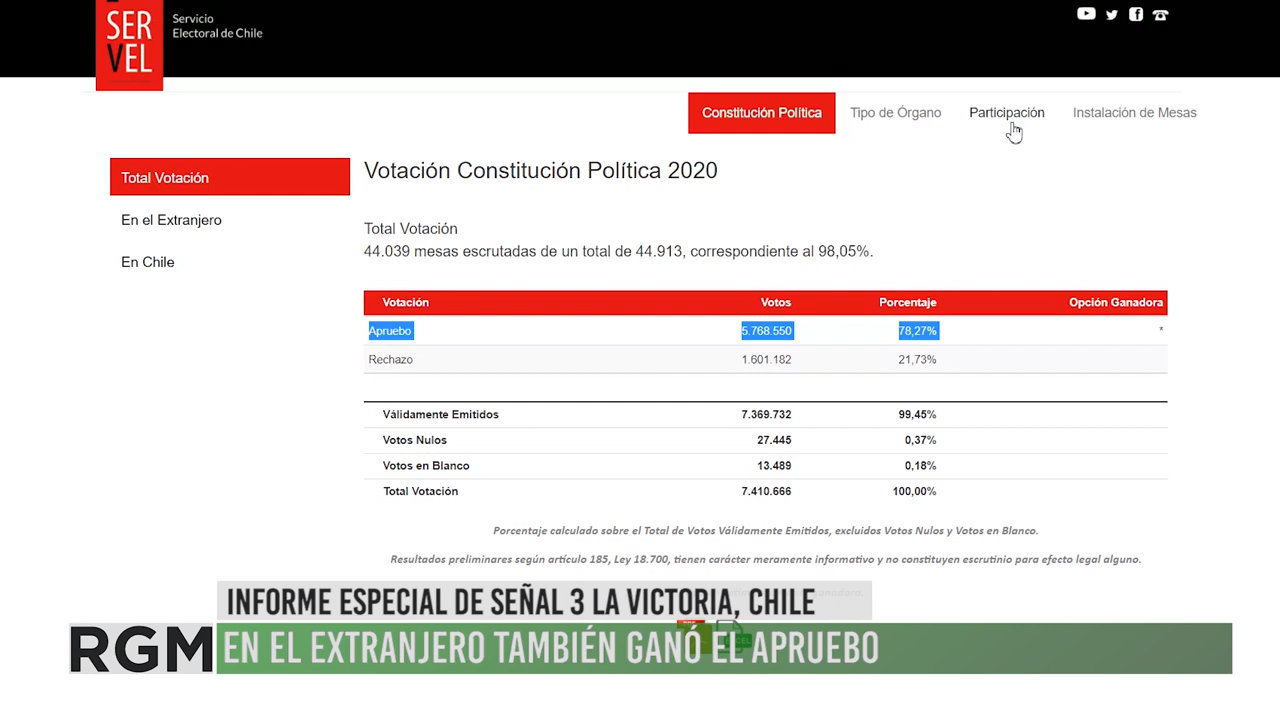 SER
VEL
Servicio
Electoral de Chile
Constitución Política Tipo de Órgano Participación Instalación de Mesas
Total Votación
En el Extranjero
En Chile
Votación Constitución Política 2020
Total Votación
44.039 mesas escrutadas de un total de 44.913, correspondiente al 98,05%.
Votación Votos Porcentaje Opción Ganadora
Apruebo 5.768.550 78,27% *
Rechazo 1.601.182 21,73%
Válidamente Emitidos 7.369.732 99,45%
Votos Nulos 27.445 0,37%
Votos en Blanco 13.489 0,18%
Total Votación 7.410.666 100,00%
Porcentaje calculado sobre el Total de Votos Válidamente Emitidos, excluidos Votos Nulos y Votos en Blanco.
Resultados preliminares según artículo 185, Ley 18.700, tienen carácter meramente informativo y no constituyen escrutinio para efecto legal alguno.
INFORME ESPECIAL DE SEÑAL 3 LA VICTORIA, CHILE
RGM
EN EL EXTRANJERO TAMBIÉN GANÓ EL APRUEBO